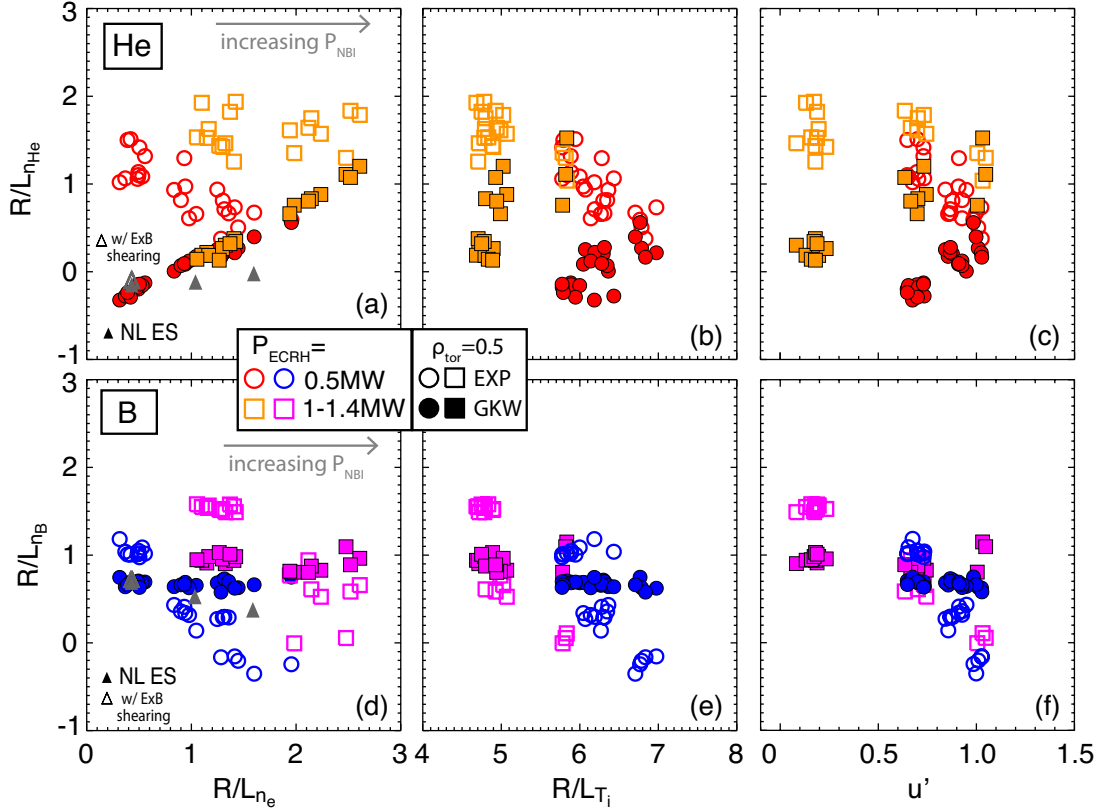 3
He
increasing P_NBI
2
R/L_nHe
1
Δ w/ ExB
shearing
0
▲ NL ES
(a)
(b)
(c)
-1
P_ECRH=
ρ_tor=0.5
0.5MW
EXP
1-1.4MW
GKW
3
B
increasing P_NBI
2
R/L_nB
1
0
▲ NL ES
Δ w/ ExB
shearing
(d)
(e)
(f)
-1
0 1 2 3
4 5 6 7 8
0.0 0.5 1.0 1.5
R/L_ne
R/L_Ti
u'